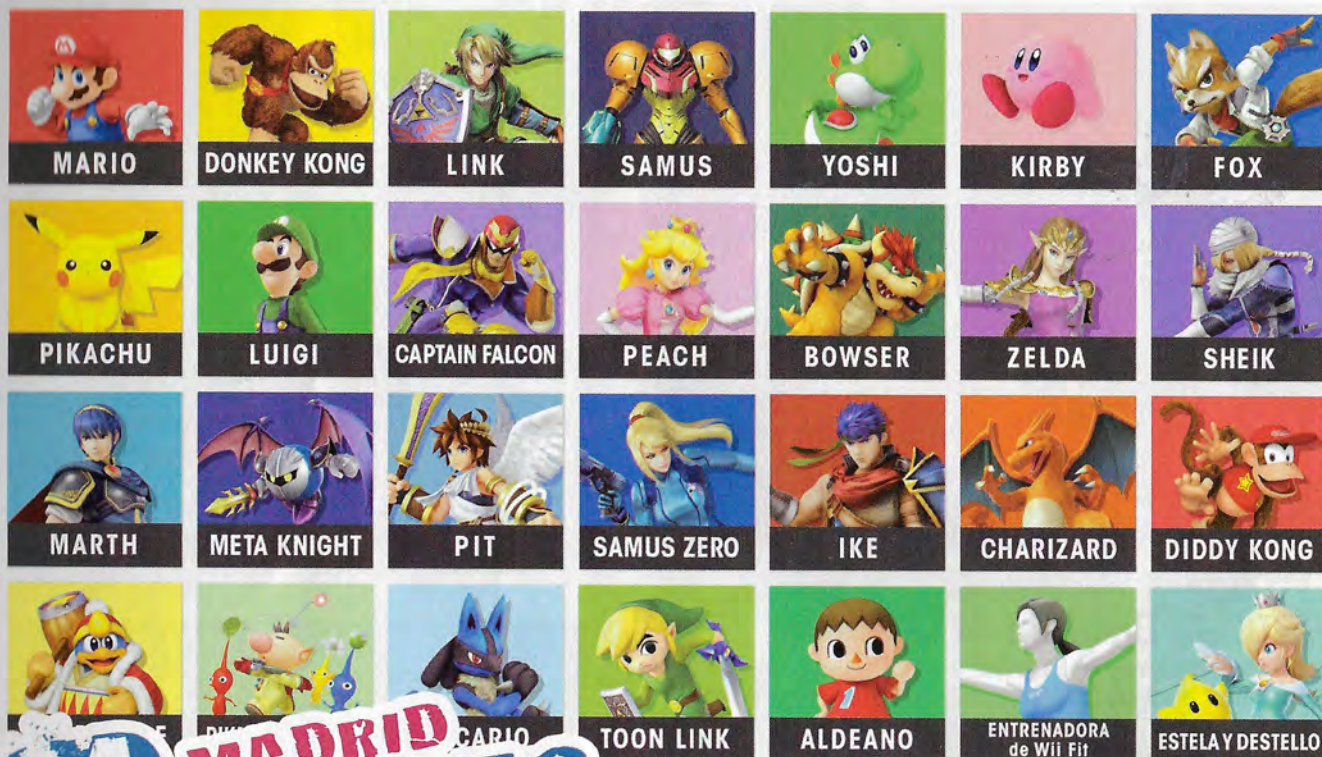 MARIO
DONKEY KONG
LINK
SAMUS
YOSHI
KIRBY
FOX
PIKACHU
LUIGI
CAPTAIN FALCON
PEACH
BOWSER
ZELDA
SHEIK
MARTH
META KNIGHT
PIT
SAMUS ZERO
IKE
CHARIZARD
DIDDY KONG
TOON LINK
ALDEANO
ENTRENADORA
de Wii Fit
ESTELA Y DESTELLO
MADRID